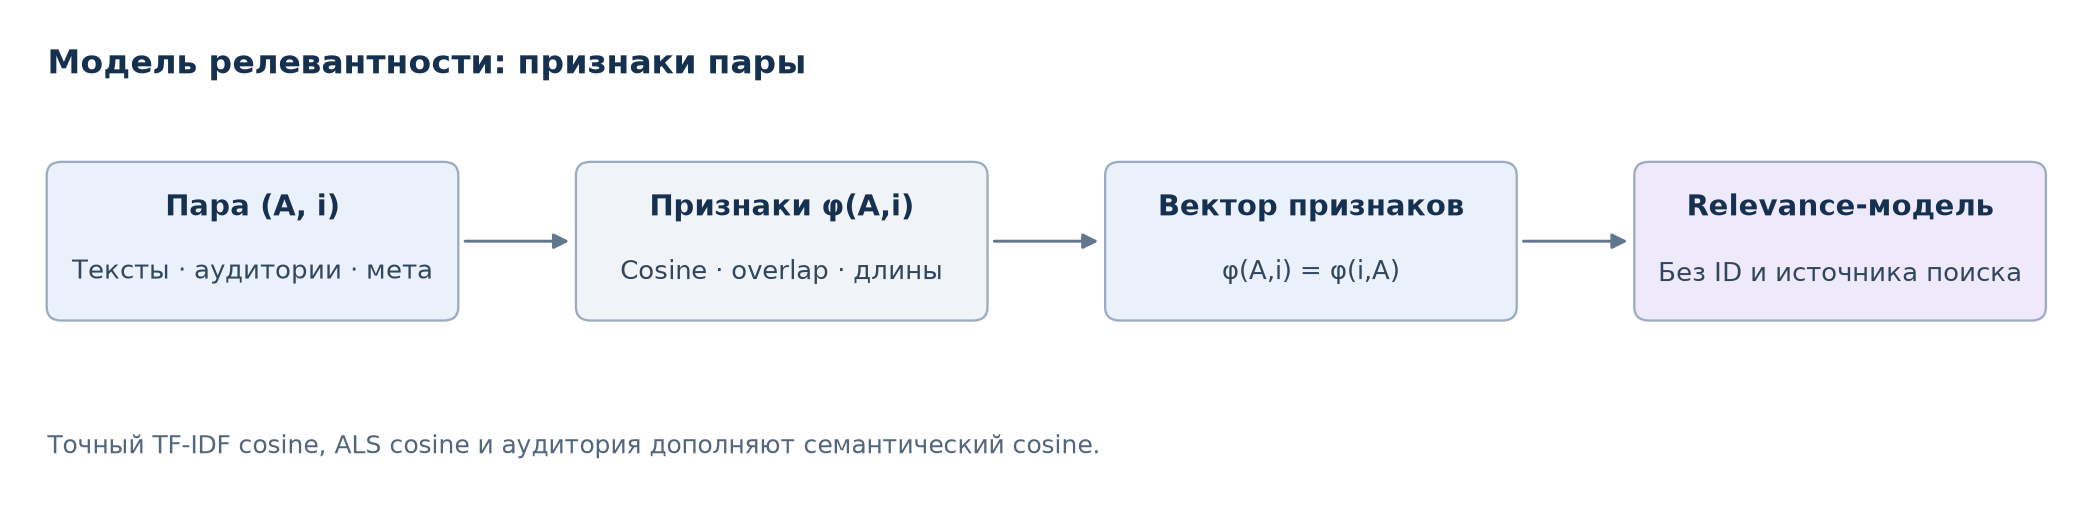 Модель релевантности: признаки пары
Пара (A, i)
Тексты · аудитории · мета
Признаки φ(A,i)
Cosine · overlap · длины
Вектор признаков
φ(A,i) = φ(i,A)
Relevance-модель
Без ID и источника поиска
Точный TF-IDF cosine, ALS cosine и аудитория дополняют семантический cosine.